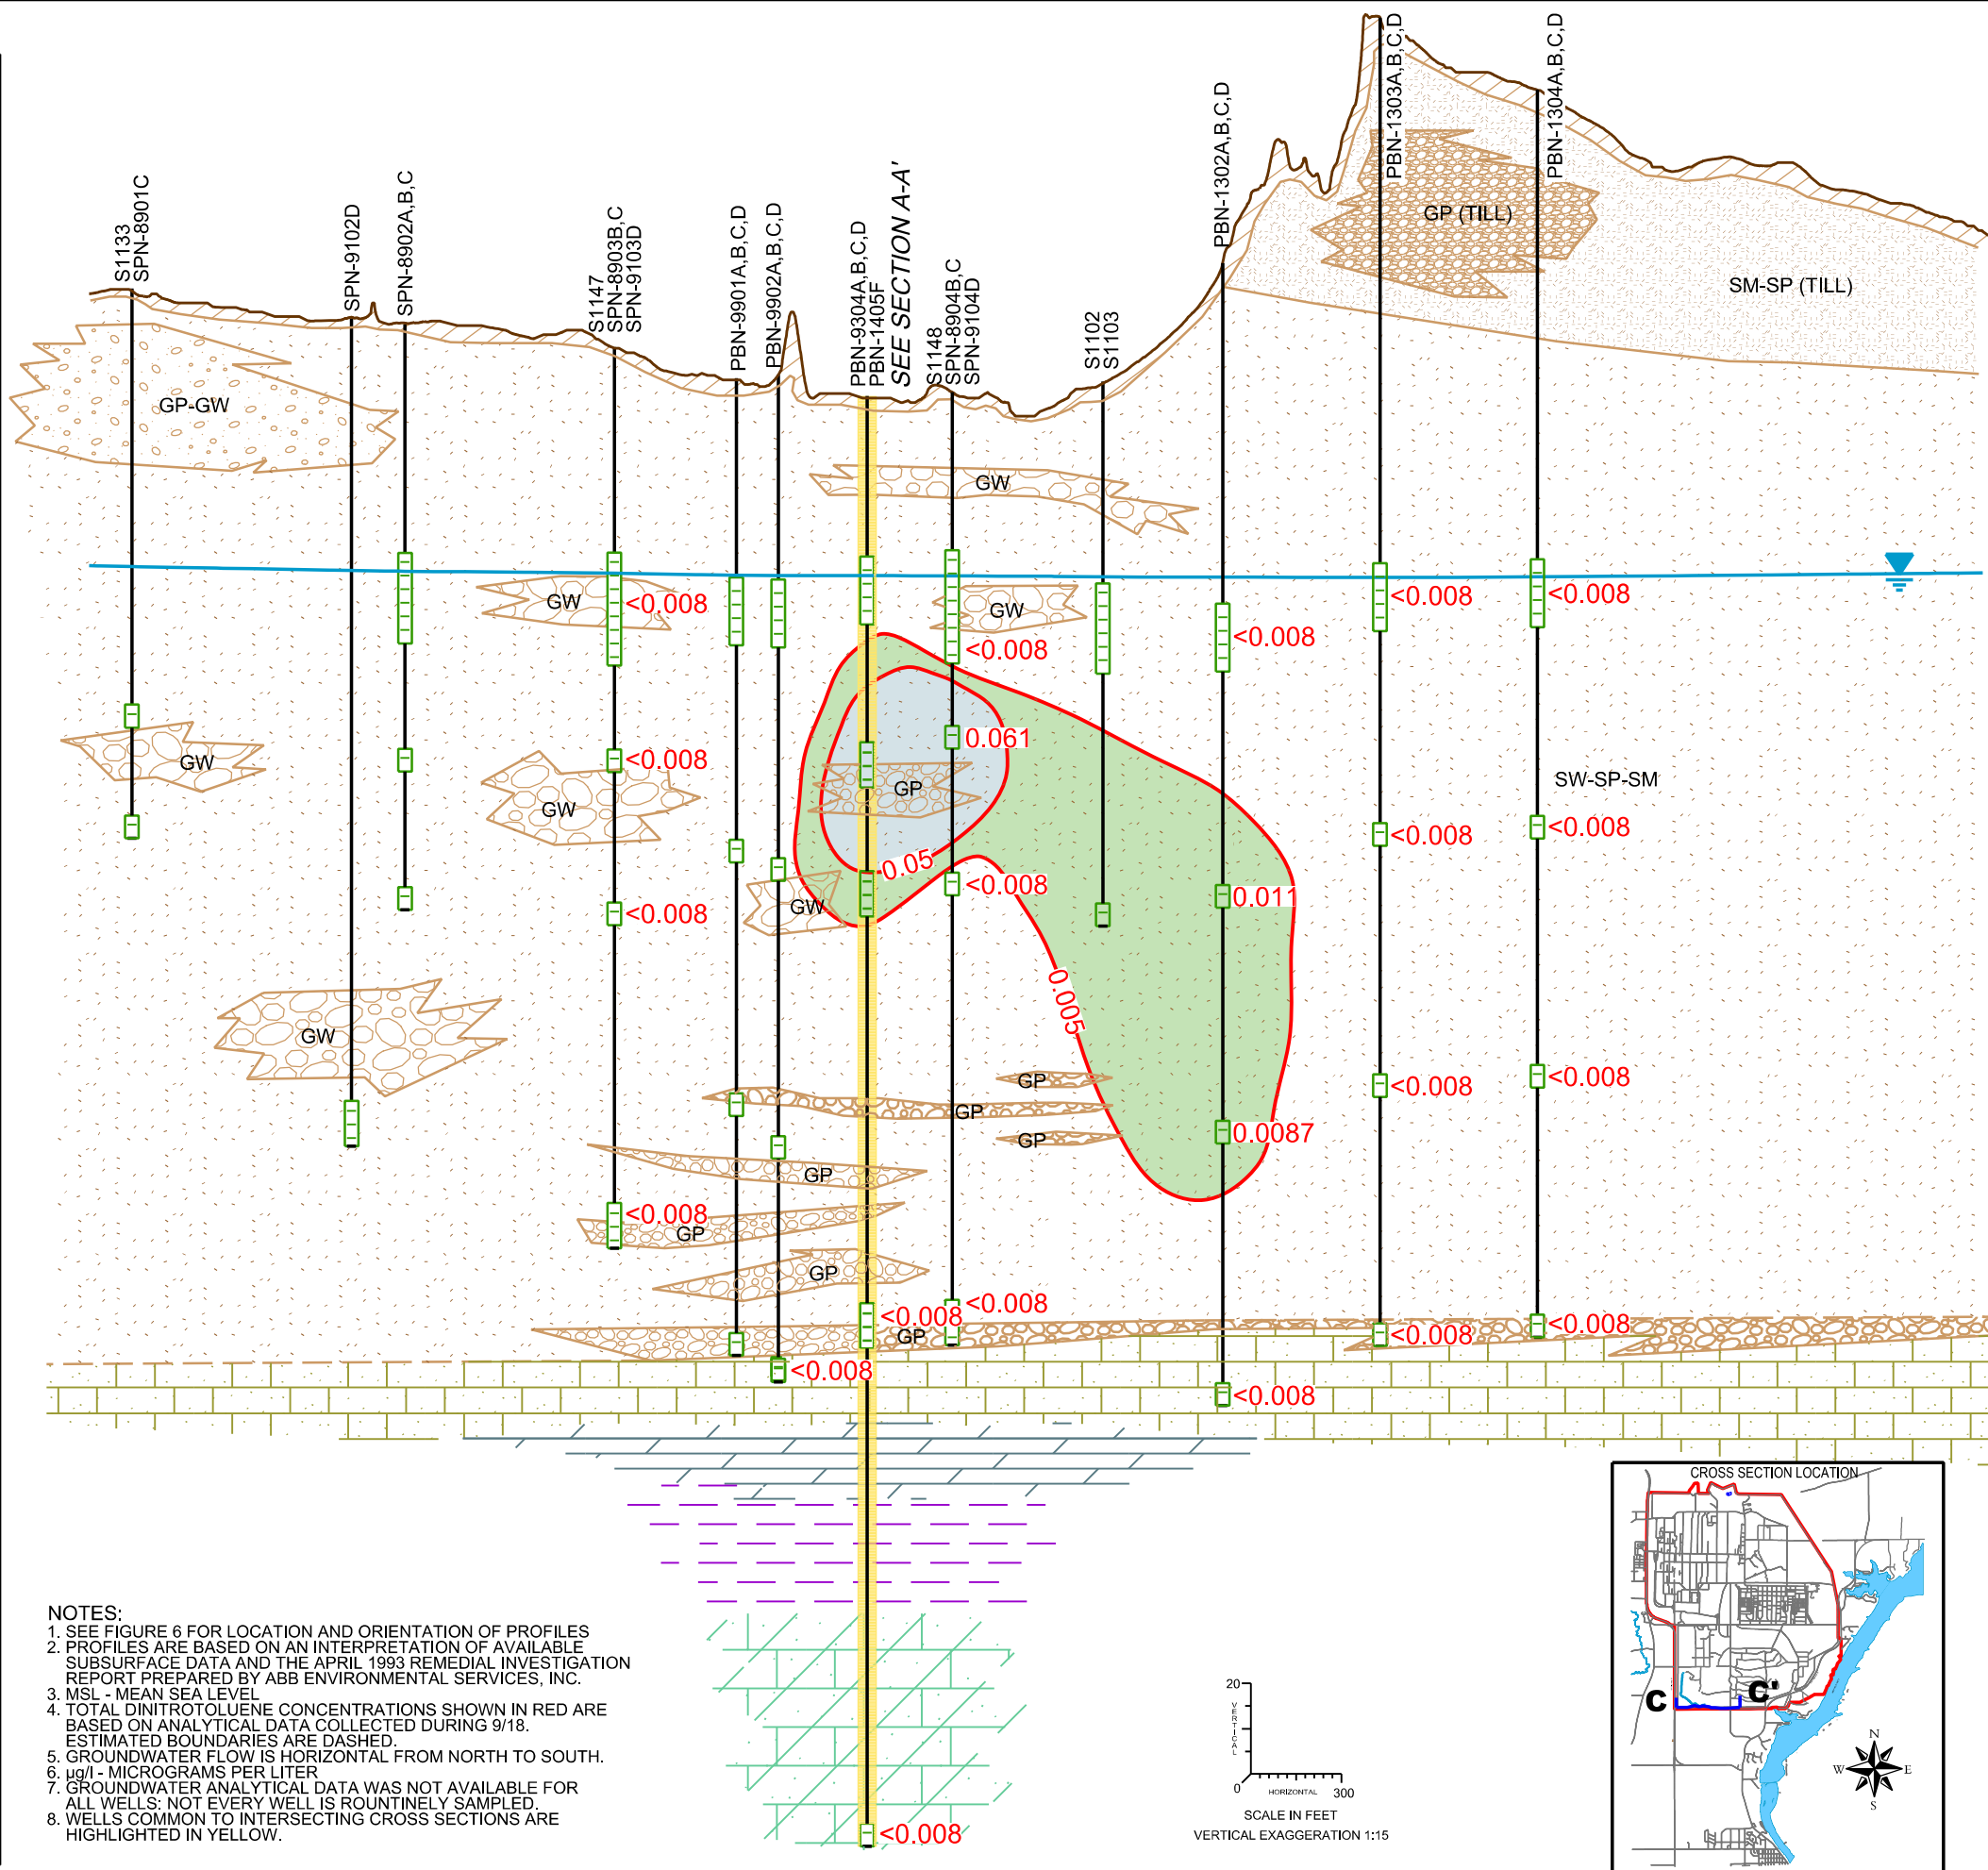 S1133
SPN-8901C
SPN-9102D
SPN-8902A,B,C
S1147
SPN-8903B,C
SPN-9103D
PBN-9901A,B,C,D
PBN-9902A,B,C,D
PBN-9304A,B,C,D
PBN-1405F
SEE SECTION A-A'
S1148
SPN-8904B,C
SPN-9104D
S1102
S1103
PBN-1302A,B,C,D
PBN-1303A,B,C,D
PBN-1304A,B,C,D
GP (TILL)
SM-SP (TILL)
GP-GW
GW
GW
<0.008
GW
<0.008
<0.008
<0.008
<0.008
GW
<0.008
0.061
GP
SW-SP-SM
GW
<0.008
<0.008
<0.008
GW
0.05
<0.008
0.011
GW
<0.008
0.005
GW
GP
<0.008
<0.008
GP
GP
0.0087
GP
<0.008
GP
GP
<0.008
<0.008
GP
<0.008
<0.008
<0.008
<0.008
CROSS SECTION LOCATION
C
C'
N
W
E
S
NOTES:
1. SEE FIGURE 6 FOR LOCATION AND ORIENTATION OF PROFILES
2. PROFILES ARE BASED ON AN INTERPRETATION OF AVAILABLE
SUBSURFACE DATA AND THE APRIL 1993 REMEDIAL INVESTIGATION
REPORT PREPARED BY ABB ENVIRONMENTAL SERVICES, INC.
3. MSL - MEAN SEA LEVEL
4. TOTAL DINITROTOLUENE CONCENTRATIONS SHOWN IN RED ARE
BASED ON ANALYTICAL DATA COLLECTED DURING 9/18.
ESTIMATED BOUNDARIES ARE DASHED.
5. GROUNDWATER FLOW IS HORIZONTAL FROM NORTH TO SOUTH.
6. µg/l - MICROGRAMS PER LITER
7. GROUNDWATER ANALYTICAL DATA WAS NOT AVAILABLE FOR
ALL WELLS: NOT EVERY WELL IS ROUNTINELY SAMPLED.
8. WELLS COMMON TO INTERSECTING CROSS SECTIONS ARE
HIGHLIGHTED IN YELLOW.
20
VERTICAL
0
HORIZONTAL
300
SCALE IN FEET
VERTICAL EXAGGERATION 1:15
<0.008